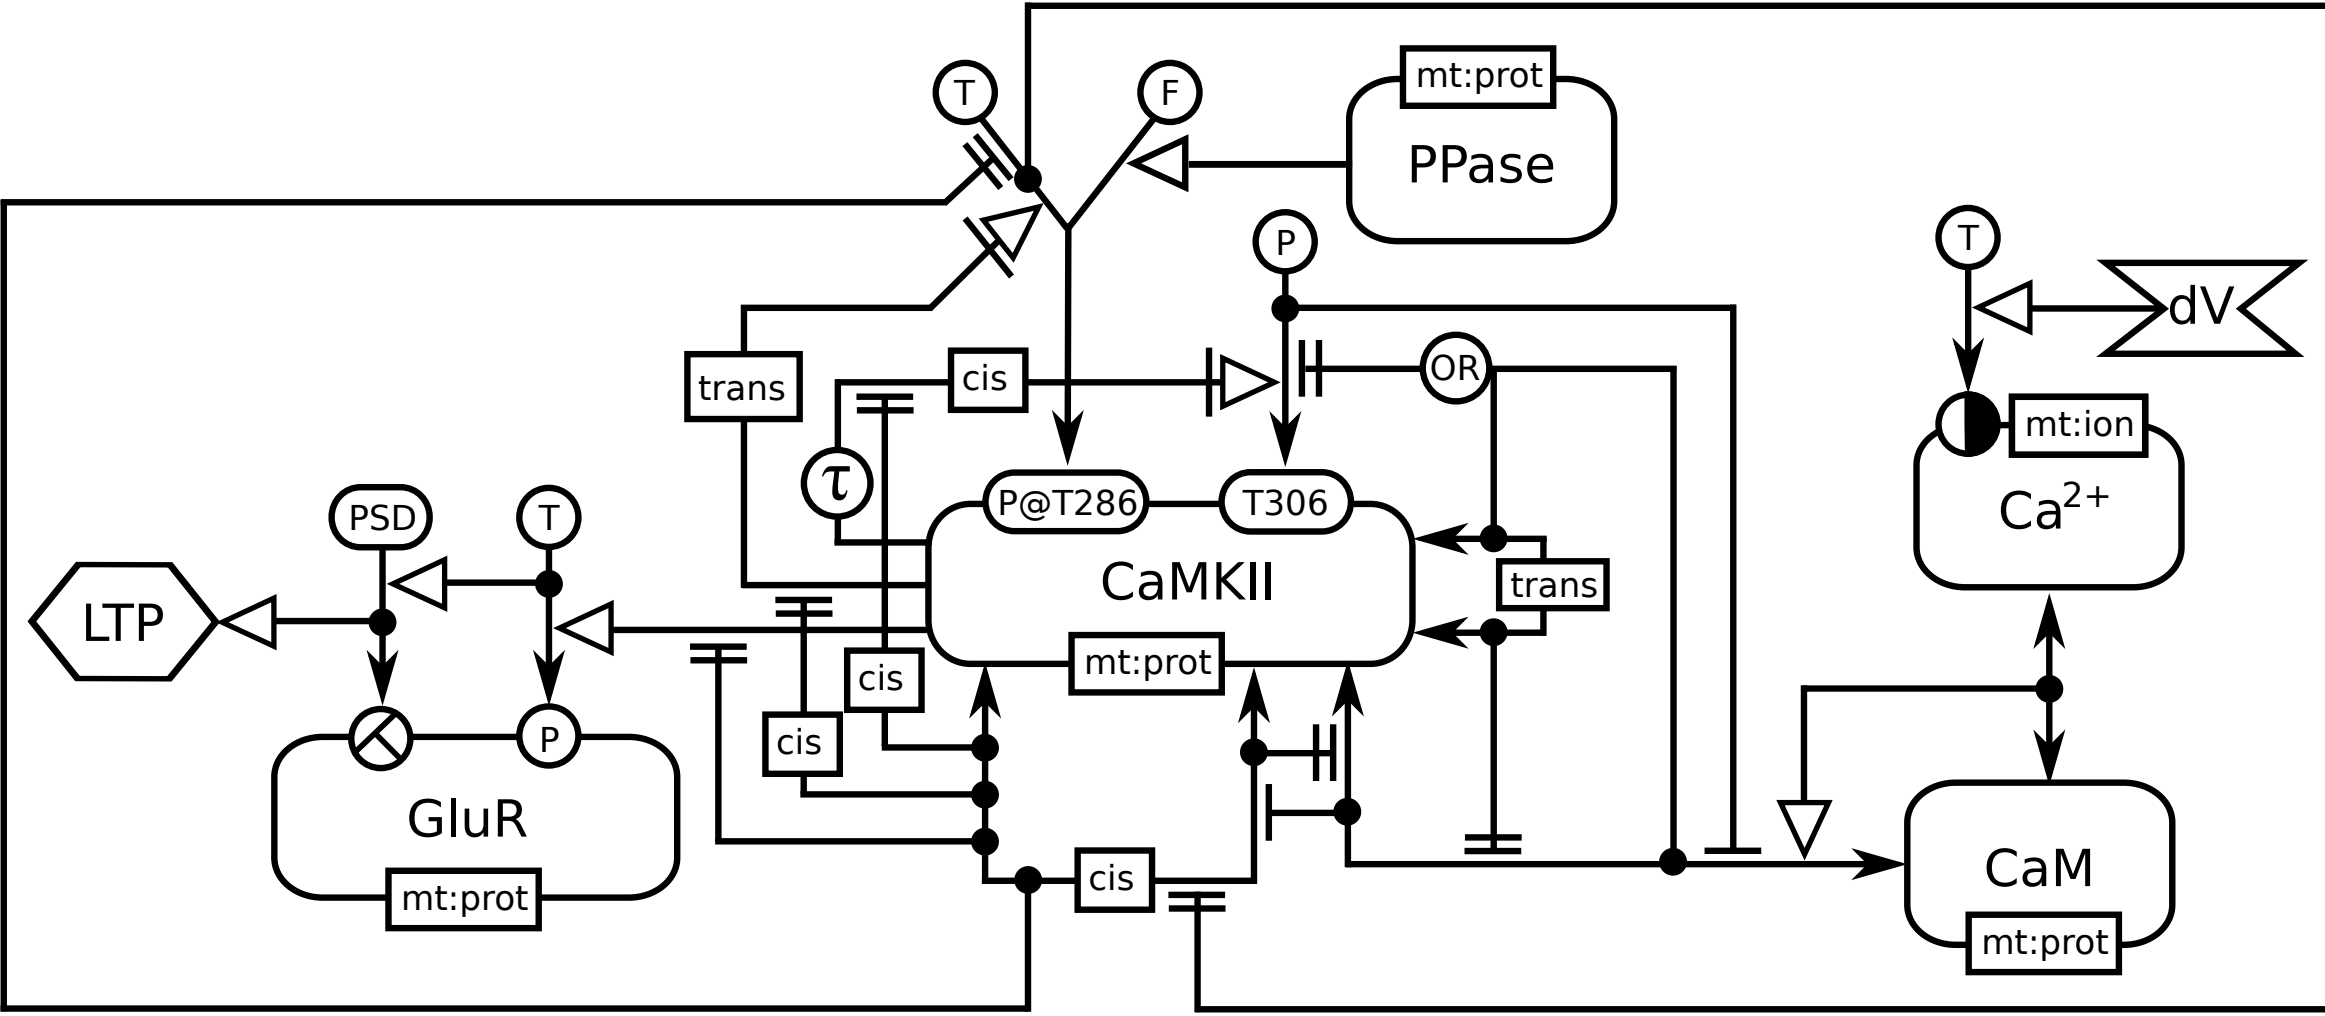 mt:prot
T
F
PPase
P
T
dV
trans
cis
OR
mt:ion
τ
P@T286
T306
Ca2+
PSD
T
CaMKII
trans
LTP
mt:prot
cis
P
cis
GluR
cis
CaM
mt:prot
mt:prot